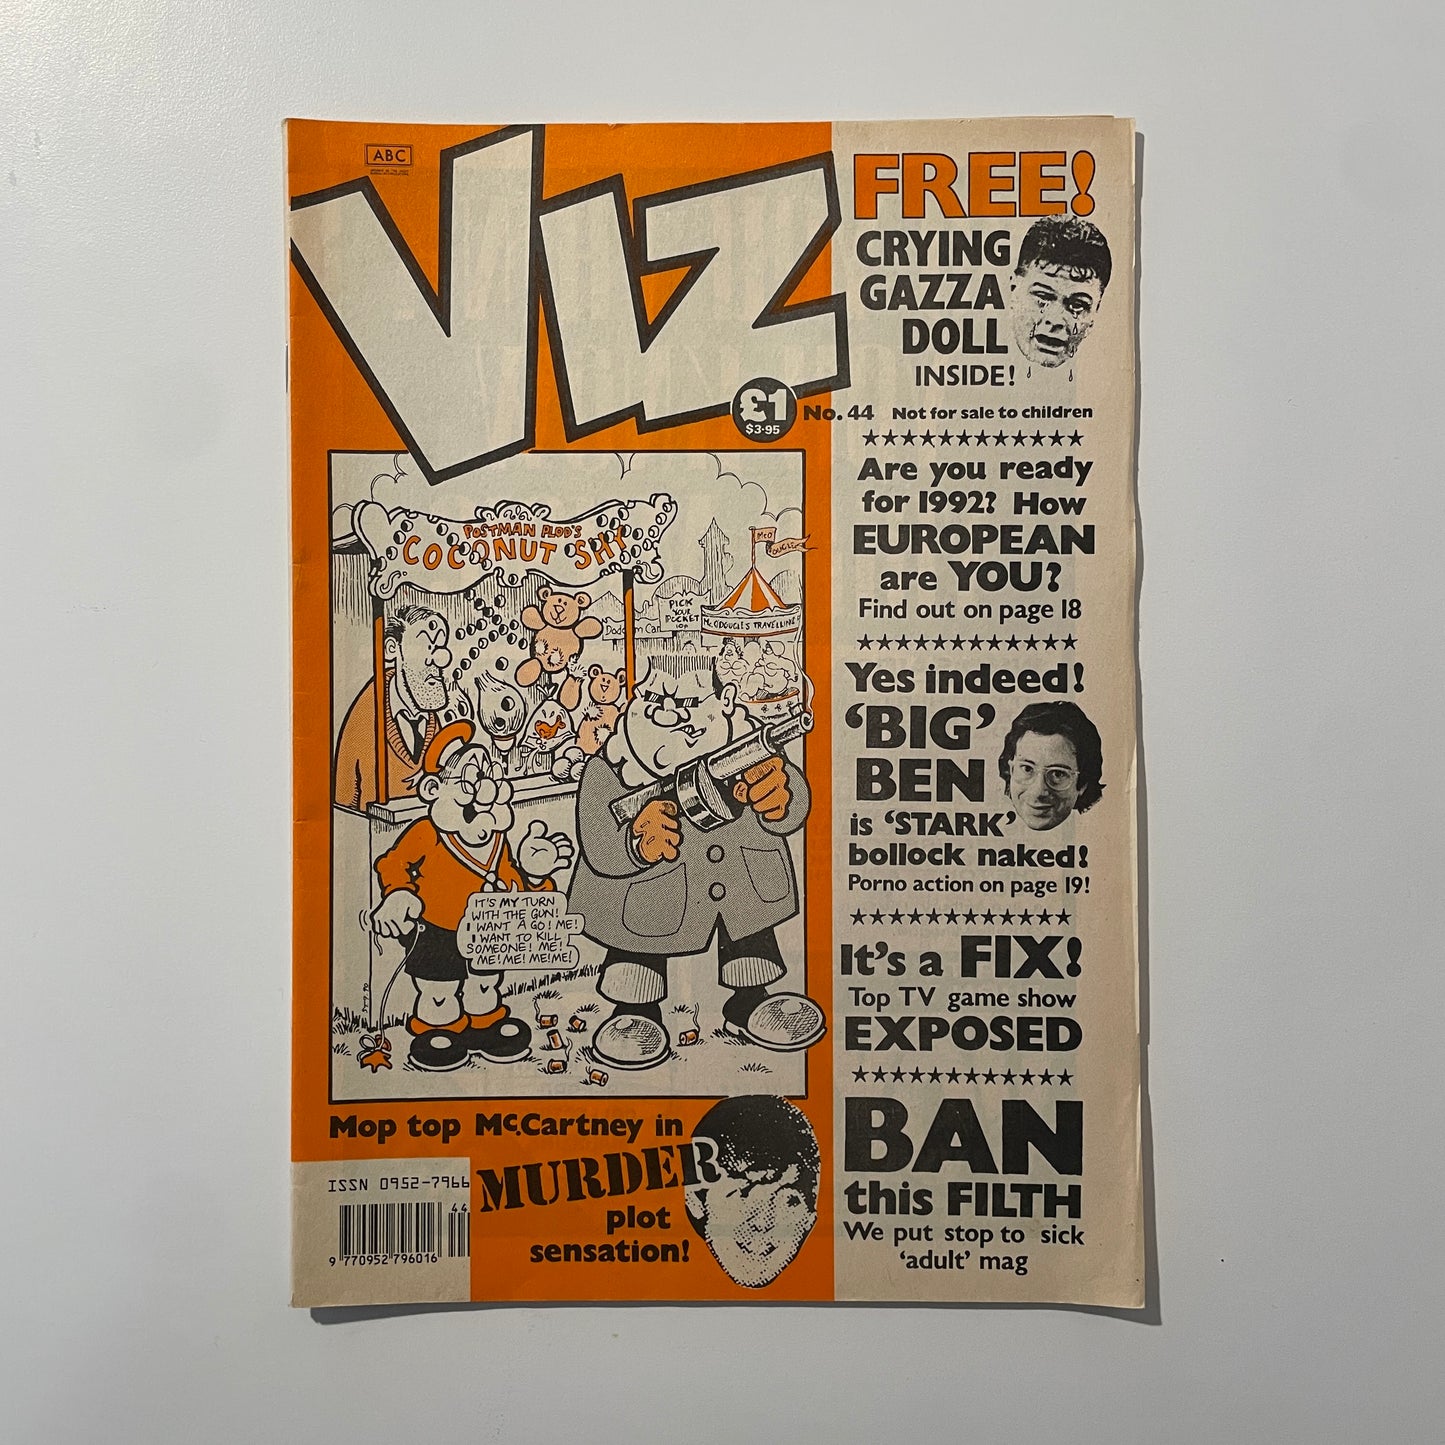 ABC
VIZ
£1
$3·95
No. 44 Not for sale to children
FREE!
CRYING
GAZZA
DOLL
INSIDE!
★★★★★★★★★★★★
Are you ready
for 1992? How
EUROPEAN
are YOU?
Find out on page 18
★★★★★★★★★★★★
Yes indeed!
'BIG'
BEN
is 'STARK'
bollock naked!
Porno action on page 19!
★★★★★★★★★★★★
It's a FIX!
Top TV game show
EXPOSED
★★★★★★★★★★★★
BAN
this FILTH
We put stop to sick
'adult' mag
POSTMAN PLOD'S
COCONUT SHY
PICK
YOUR
POCKET
10P
McDOUGLE'S TRAVELLING
IT'S MY TURN
WITH THE GUN!
I WANT A GO! ME!
I WANT TO KILL
SOMEONE! ME!
ME! ME! ME! ME!
Mop top McCartney in
MURDER
plot
sensation!
ISSN 0952-7966
44
9 770952 796016